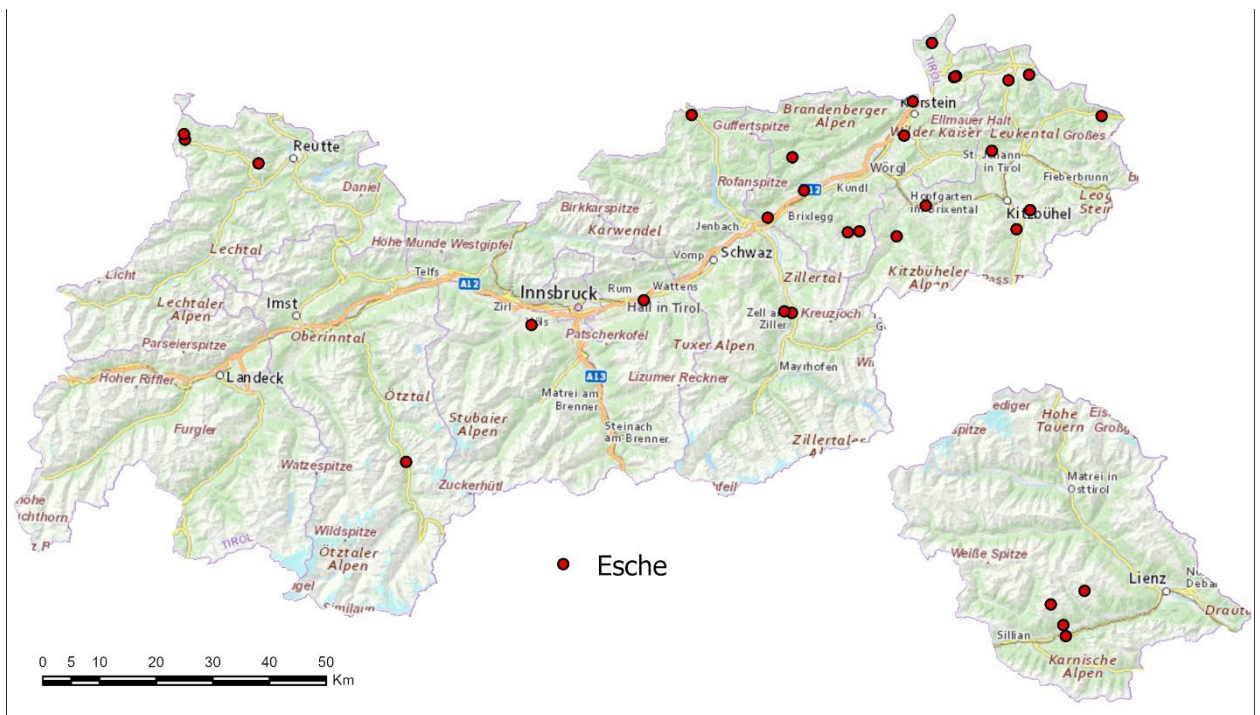 TIROL
Kufstein
Brandenberger
Alpen
Ellmauer Halt
Guffertspitze
Wilder Kaiser
Leukental
Großes
Reutte
St. Johann
in Tirol
Wörgl
Fieberbrunn
Daniel
Rofanspitze
A12
Kundl
Hopfgarten
im Brixental
Kitzbühel
Birkkarspitze
Karwendel
Jenbach
Brixlegg
Lechtal
Hohe Munde Westgipfel
Vomp
Schwaz
Licht
Telfs
A12
Zillertal
Kitzbüheler
Alpen
Lechtaler
Alpen
Imst
Innsbruck
Rum
Wattens
Zirl
Hall in Tirol
Zell am
Ziller
Kreuzjoch
Oberinntal
Völs
Patscherkofel
Parseierspitze
Tuxer Alpen
Hoher Riffler
Landeck
A13
Lizumer Reckner
Mayrhofen
Ötztal
Matrei am
Brenner
Furgler
Stubaier
Alpen
Steinach
am Brenner
Zillertaler
Watzespitze
Zuckerhütl
Hohe
Tauern
Matrei in
Osttirol
TIROL
Wildspitze
Ötztaler
Alpen
Similaun
Weiße Spitze
Lienz
Esche
Sillian
Karnische
Alpen
0 5 10 20 30 40 50
Km